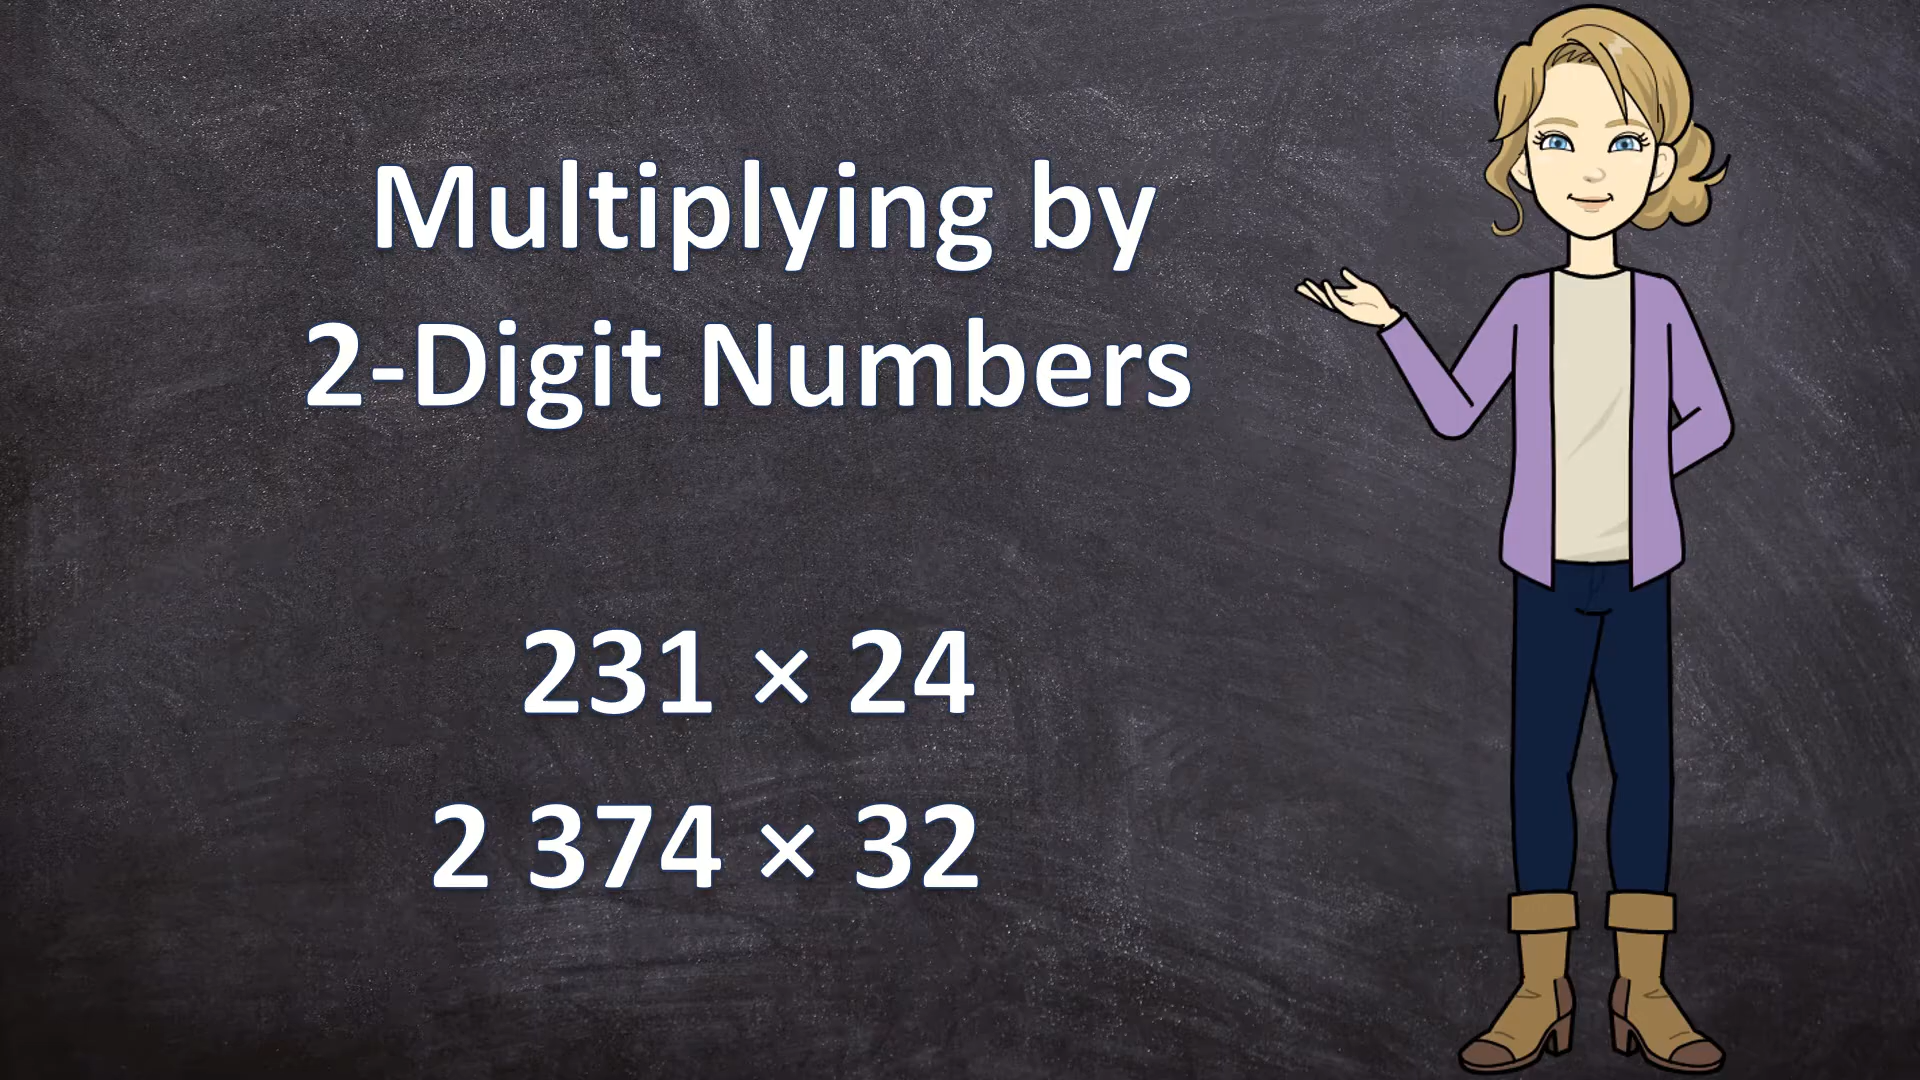 Multiplying by
2-Digit Numbers
231 × 24
2 374 × 32